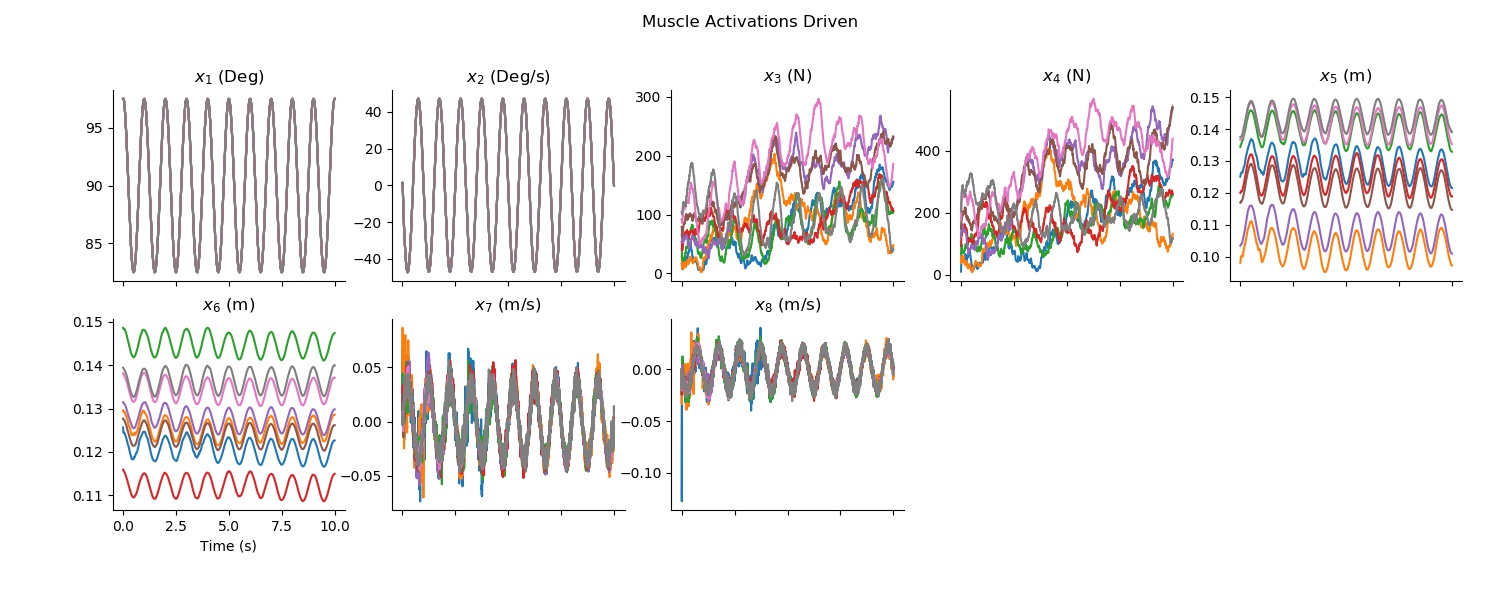 Muscle Activations Driven
x₁ (Deg)
x₂ (Deg/s)
x₃ (N)
x₄ (N)
x₅ (m)
95
90
85
40
20
0
−20
−40
300
200
100
0
400
200
0
0.15
0.14
0.13
0.12
0.11
0.10
x₆ (m)
x₇ (m/s)
x₈ (m/s)
0.15
0.14
0.13
0.12
0.11
0.0 2.5 5.0 7.5 10.0
Time (s)
0.05
0.00
−0.05
0.00
−0.05
−0.10